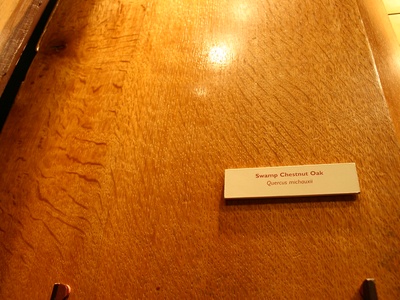 Swamp Chestnut Oak
Quercus michauxii